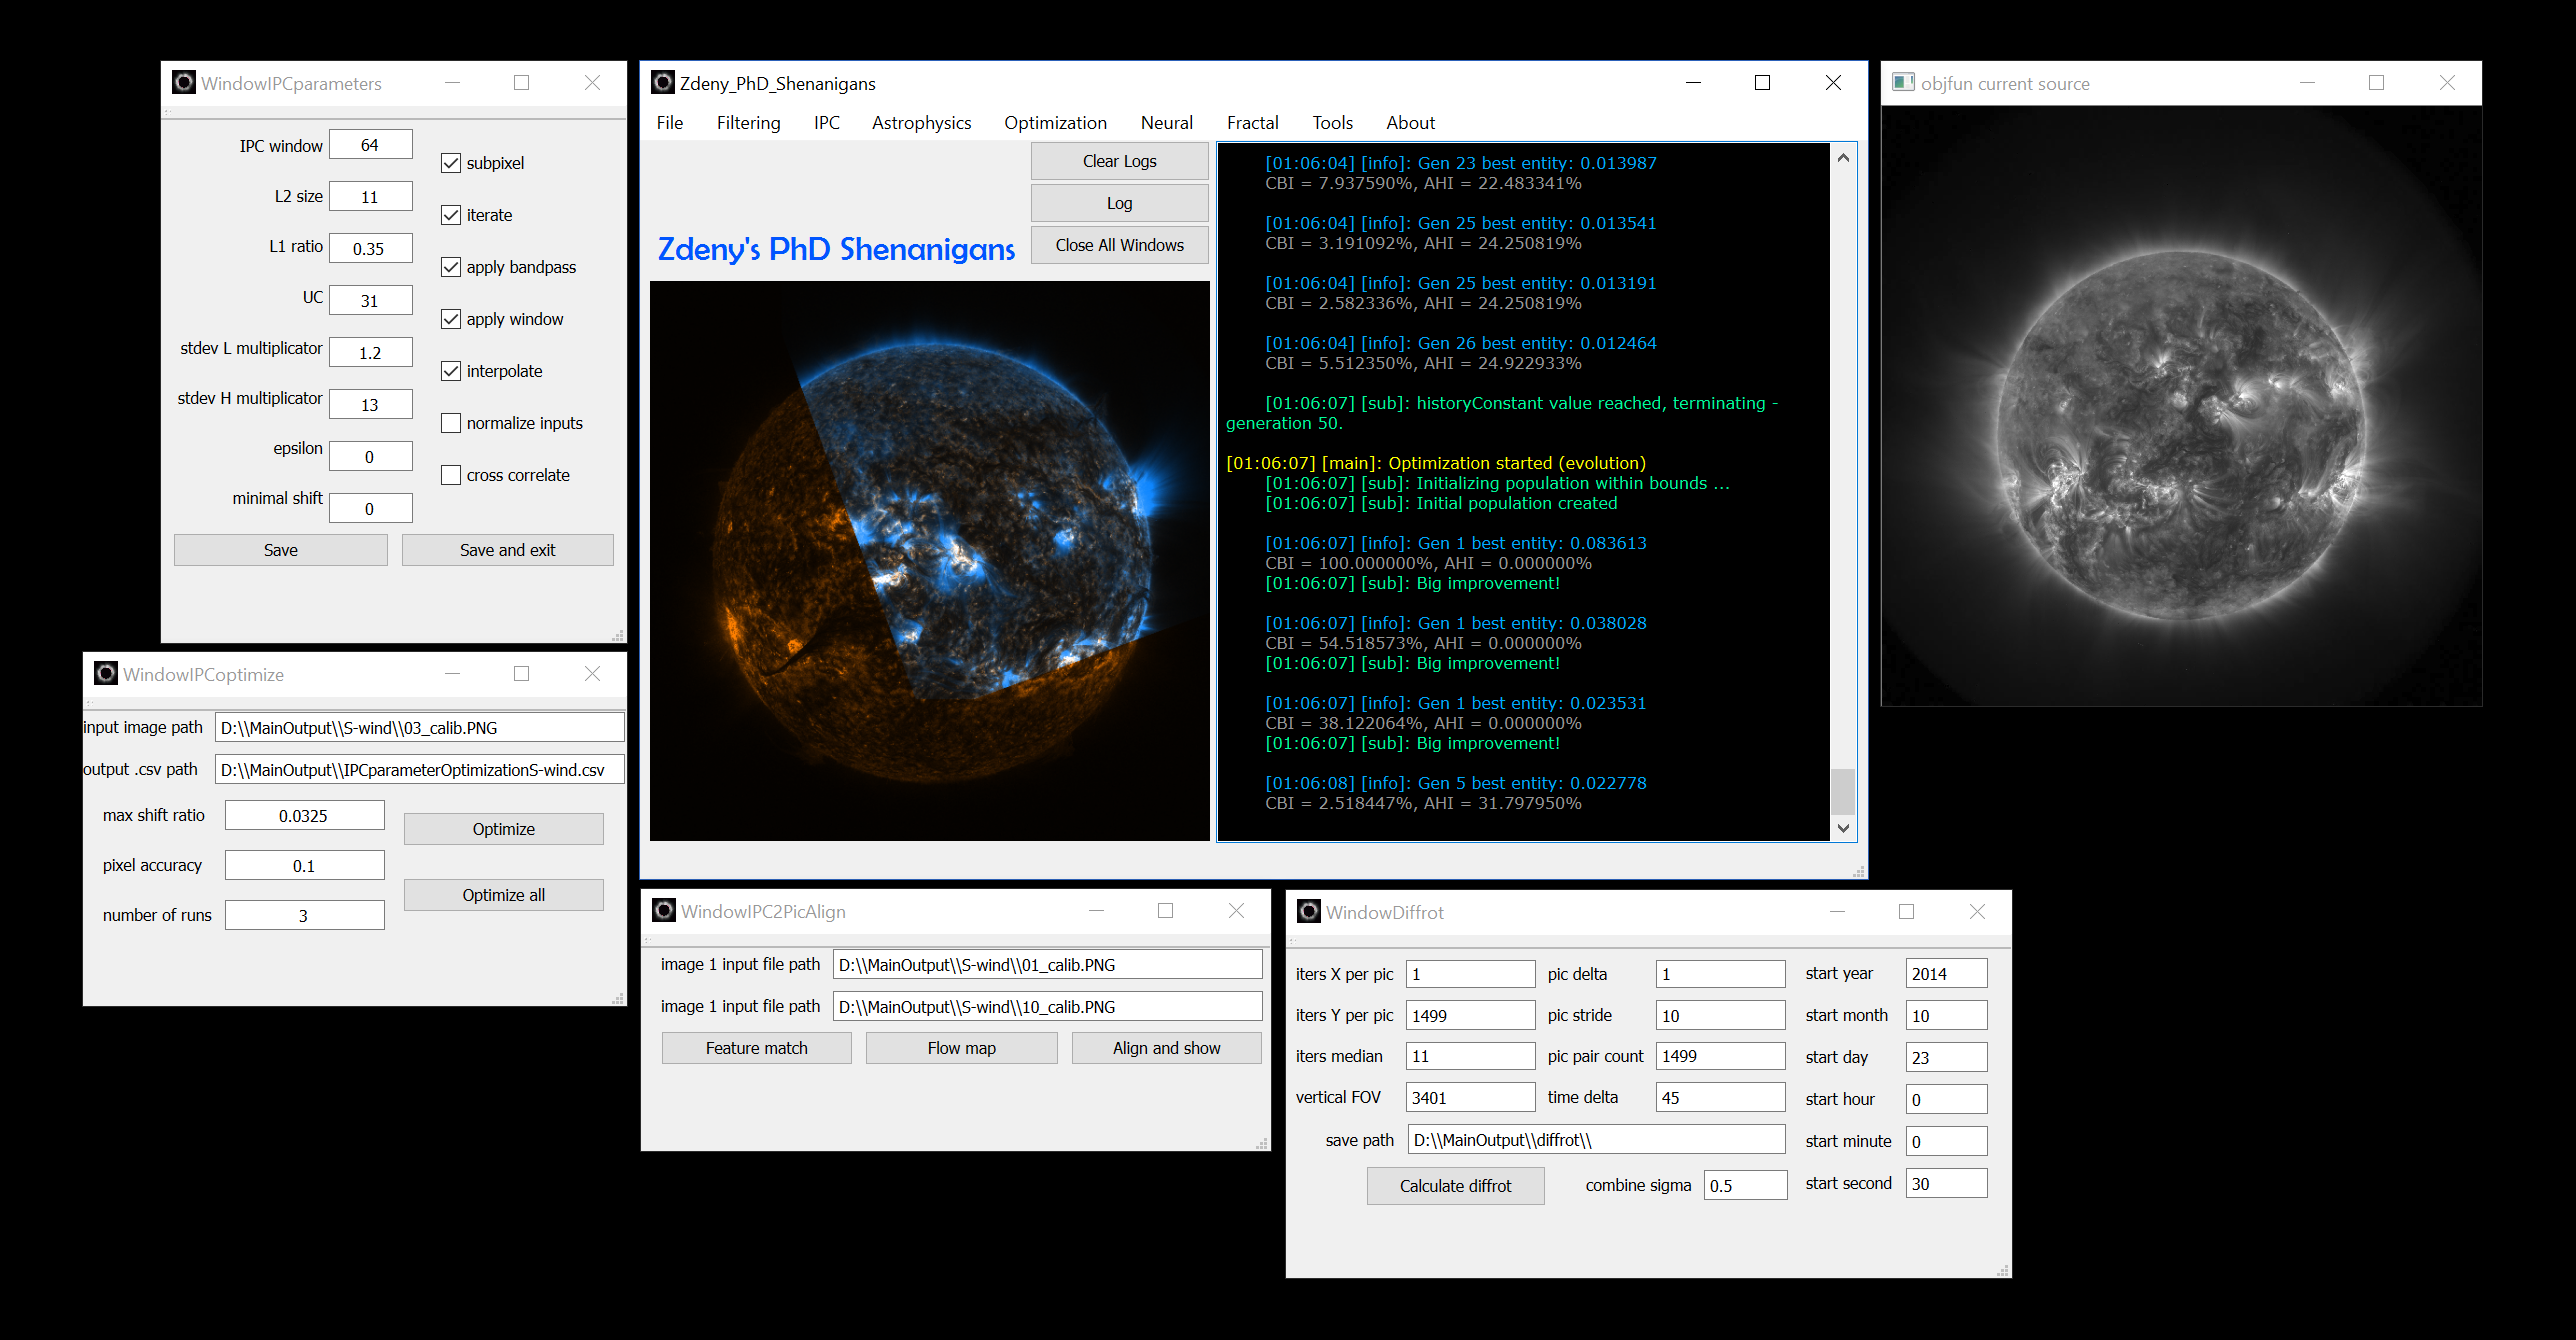 WindowIPCparameters
IPC window 64
L2 size 11
L1 ratio 0.35
UC 31
stdev L multiplicator 1.2
stdev H multiplicator 13
epsilon 0
minimal shift 0
subpixel
iterate
apply bandpass
apply window
interpolate
normalize inputs
cross correlate
Save Save and exit
WindowIPCoptimize
input image path D:\\MainOutput\\S-wind\\03_calib.PNG
output .csv path D:\\MainOutput\\IPCparameterOptimizationS-wind.csv
max shift ratio 0.0325
pixel accuracy 0.1
number of runs 3
Optimize
Optimize all
Zdeny_PhD_Shenanigans
File Filtering IPC Astrophysics Optimization Neural Fractal Tools About
Clear Logs
Log
Close All Windows
Zdeny's PhD Shenanigans
[01:06:04] [info]: Gen 23 best entity: 0.013987
CBI = 7.937590%, AHI = 22.483341%
[01:06:04] [info]: Gen 25 best entity: 0.013541
CBI = 3.191092%, AHI = 24.250819%
[01:06:04] [info]: Gen 25 best entity: 0.013191
CBI = 2.582336%, AHI = 24.250819%
[01:06:04] [info]: Gen 26 best entity: 0.012464
CBI = 5.512350%, AHI = 24.922933%
[01:06:07] [sub]: historyConstant value reached, terminating -
generation 50.
[01:06:07] [main]: Optimization started (evolution)
[01:06:07] [sub]: Initializing population within bounds ...
[01:06:07] [sub]: Initial population created
[01:06:07] [info]: Gen 1 best entity: 0.083613
CBI = 100.000000%, AHI = 0.000000%
[01:06:07] [sub]: Big improvement!
[01:06:07] [info]: Gen 1 best entity: 0.038028
CBI = 54.518573%, AHI = 0.000000%
[01:06:07] [sub]: Big improvement!
[01:06:07] [info]: Gen 1 best entity: 0.023531
CBI = 38.122064%, AHI = 0.000000%
[01:06:07] [sub]: Big improvement!
[01:06:08] [info]: Gen 5 best entity: 0.022778
CBI = 2.518447%, AHI = 31.797950%
objfun current source
WindowIPC2PicAlign
image 1 input file path D:\\MainOutput\\S-wind\\01_calib.PNG
image 1 input file path D:\\MainOutput\\S-wind\\10_calib.PNG
Feature match Flow map Align and show
WindowDiffrot
iters X per pic 1 pic delta 1 start year 2014
iters Y per pic 1499 pic stride 10 start month 10
iters median 11 pic pair count 1499 start day 23
vertical FOV 3401 time delta 45 start hour 0
save path D:\\MainOutput\\diffrot\\ start minute 0
Calculate diffrot combine sigma 0.5 start second 30